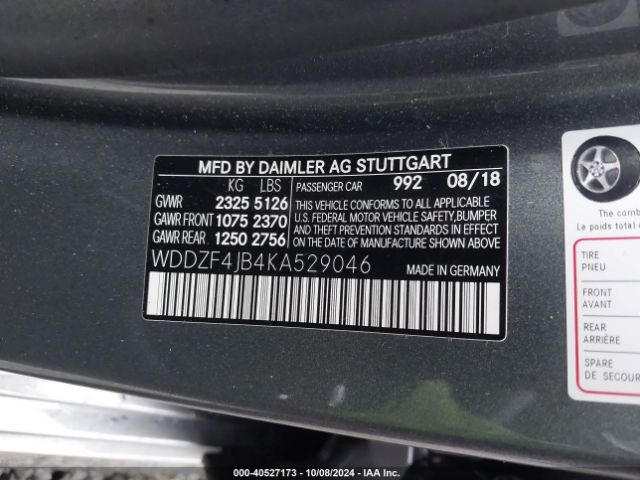 MFD BY DAIMLER AG STUTTGART
KG LBS PASSENGER CAR 992 08/18
GVWR 2325 5126
GAWR FRONT 1075 2370
GAWR REAR 1250 2756
THIS VEHICLE CONFORMS TO ALL APPLICABLE
U.S. FEDERAL MOTOR VEHICLE SAFETY,BUMPER
AND THEFT PREVENTION STANDARDS IN EFFECT
ON THE DATE OF MANUFACTURE SHOWN ABOVE
WDDZF4JB4KA529046 MADE IN GERMANY
The comb
Le poids total
TIRE
PNEU
FRONT
AVANT
REAR
ARRIÈRE
SPARE
DE SECOUR
000-40527173 | 10/08/2024 | IAA Inc.